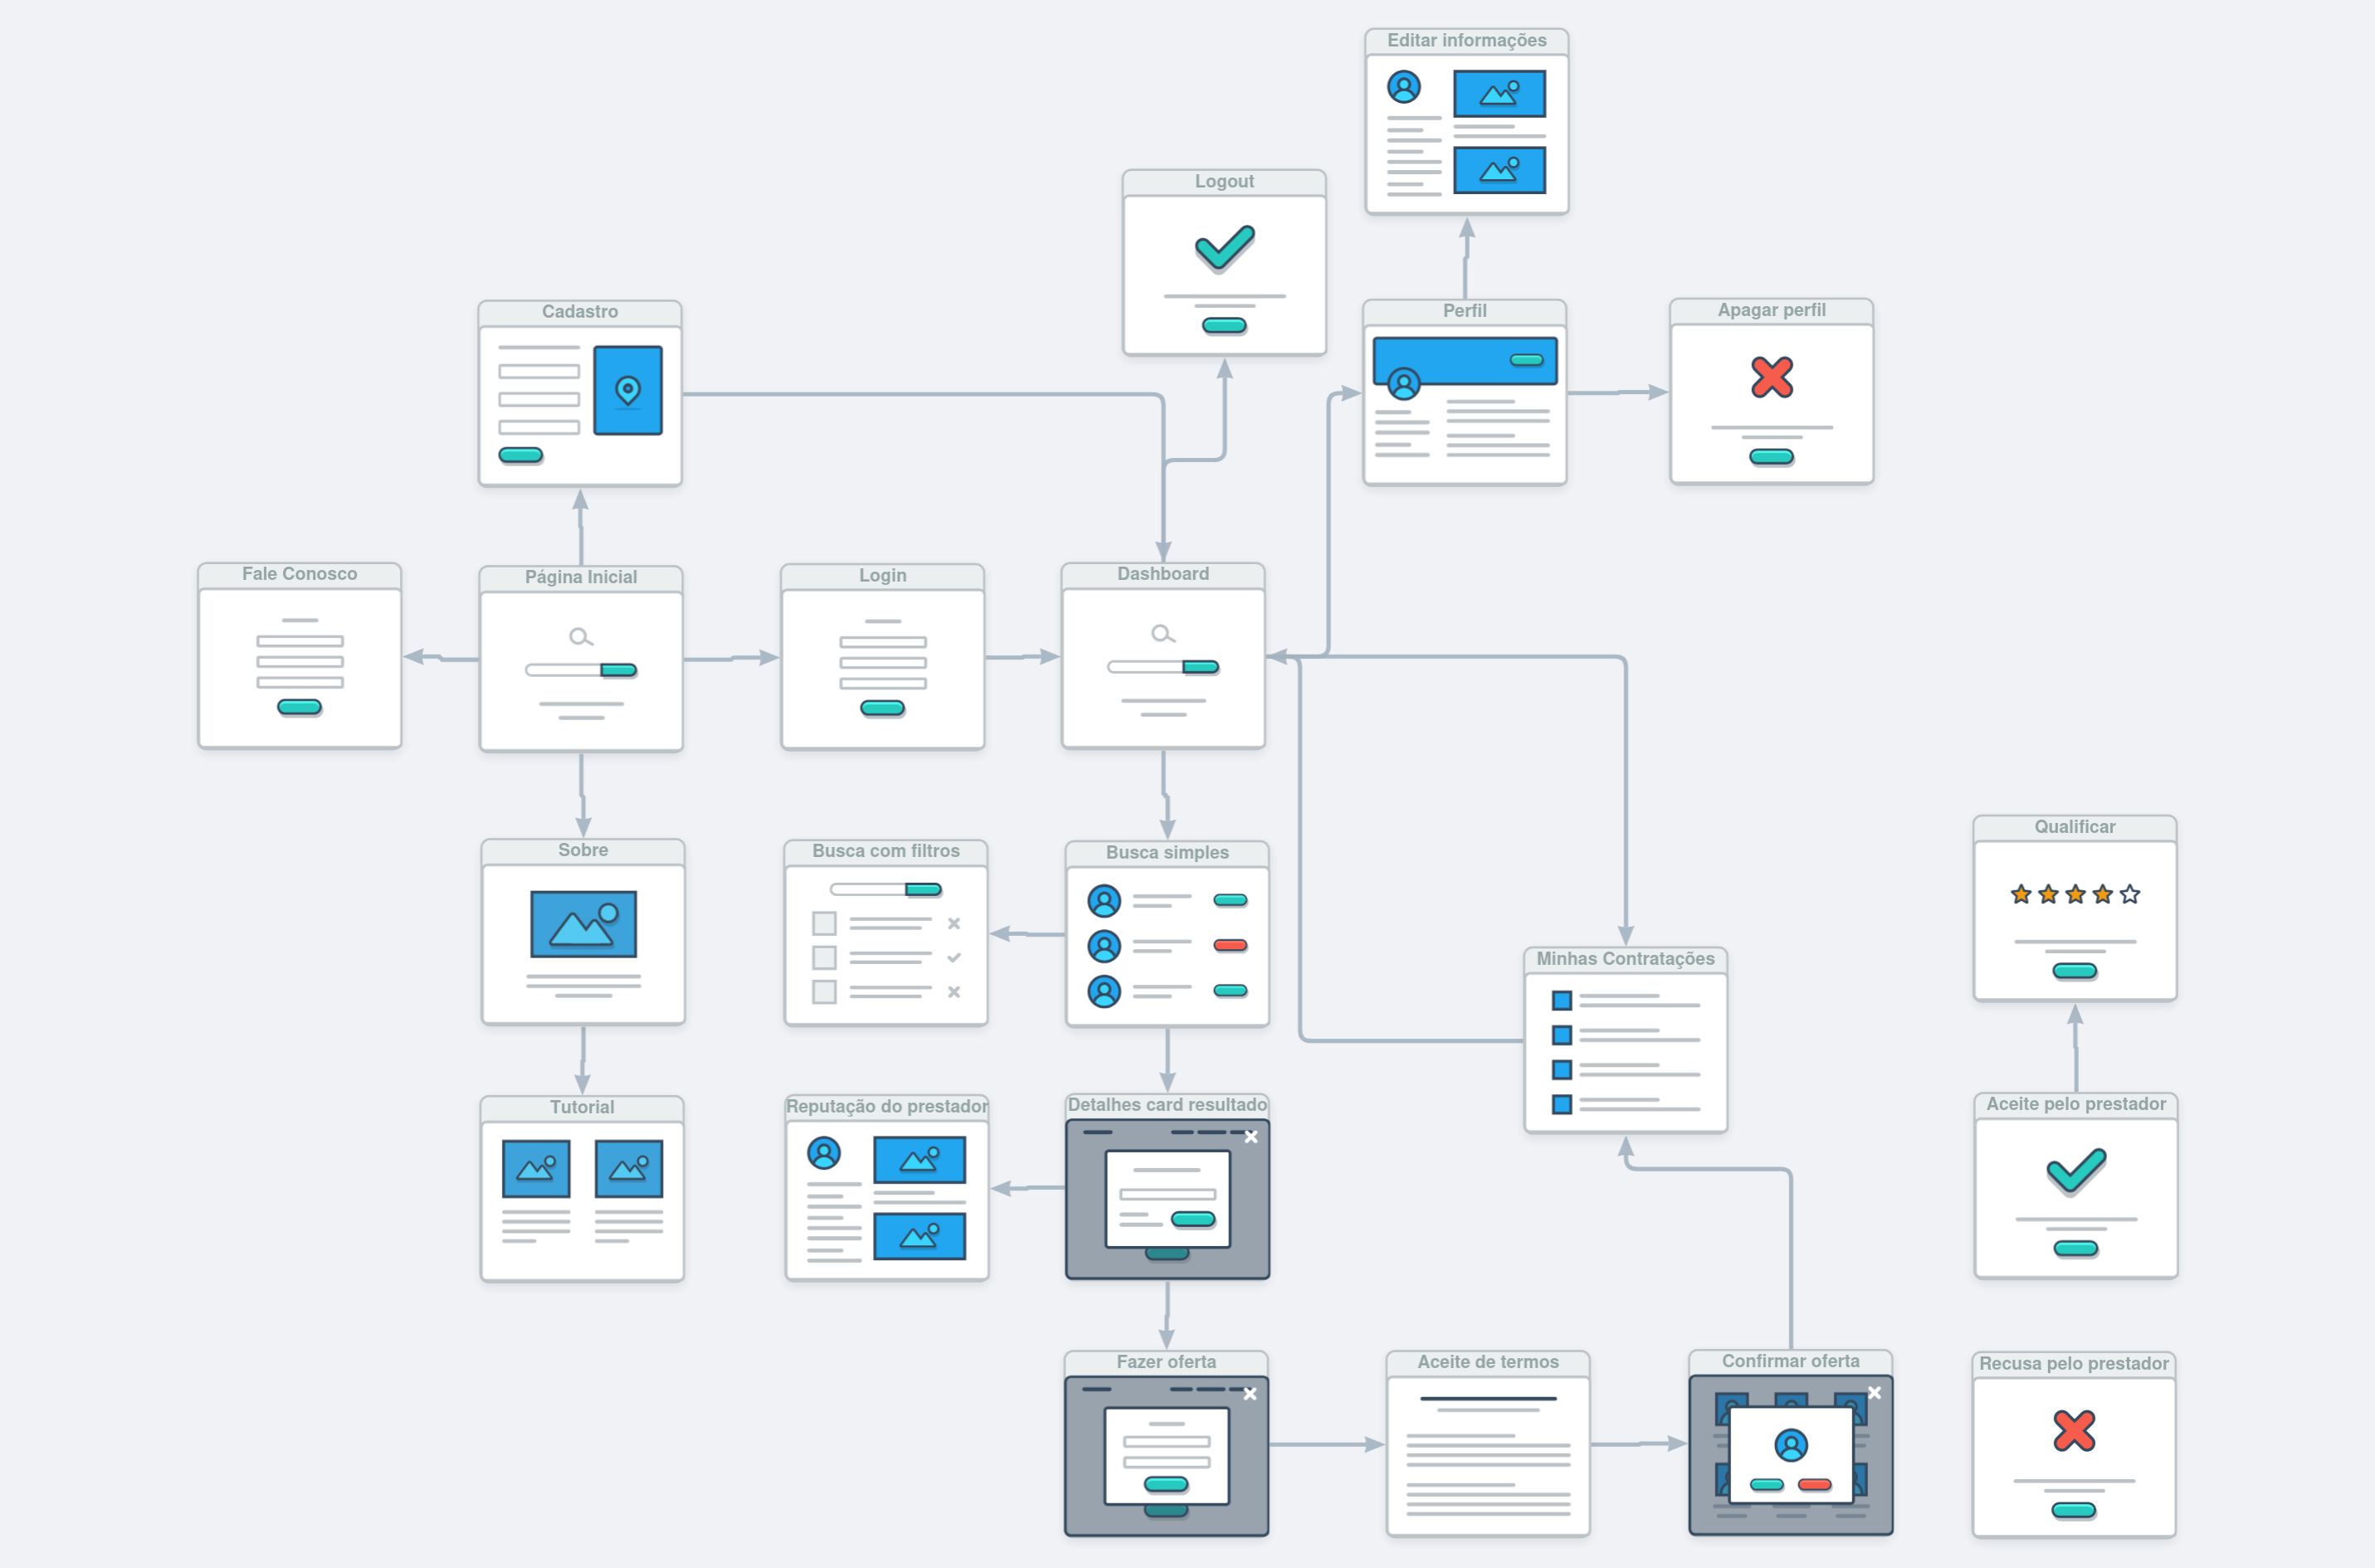 Editar informações
Logout
Cadastro
Perfil
Apagar perfil
Fale Conosco
Página Inicial
Login
Dashboard
Qualificar
Sobre
Busca com filtros
Busca simples
Minhas Contratações
Tutorial
Reputação do prestador
Detalhes card resultado
Aceite pelo prestador
Fazer oferta
Aceite de termos
Confirmar oferta
Recusa pelo prestador